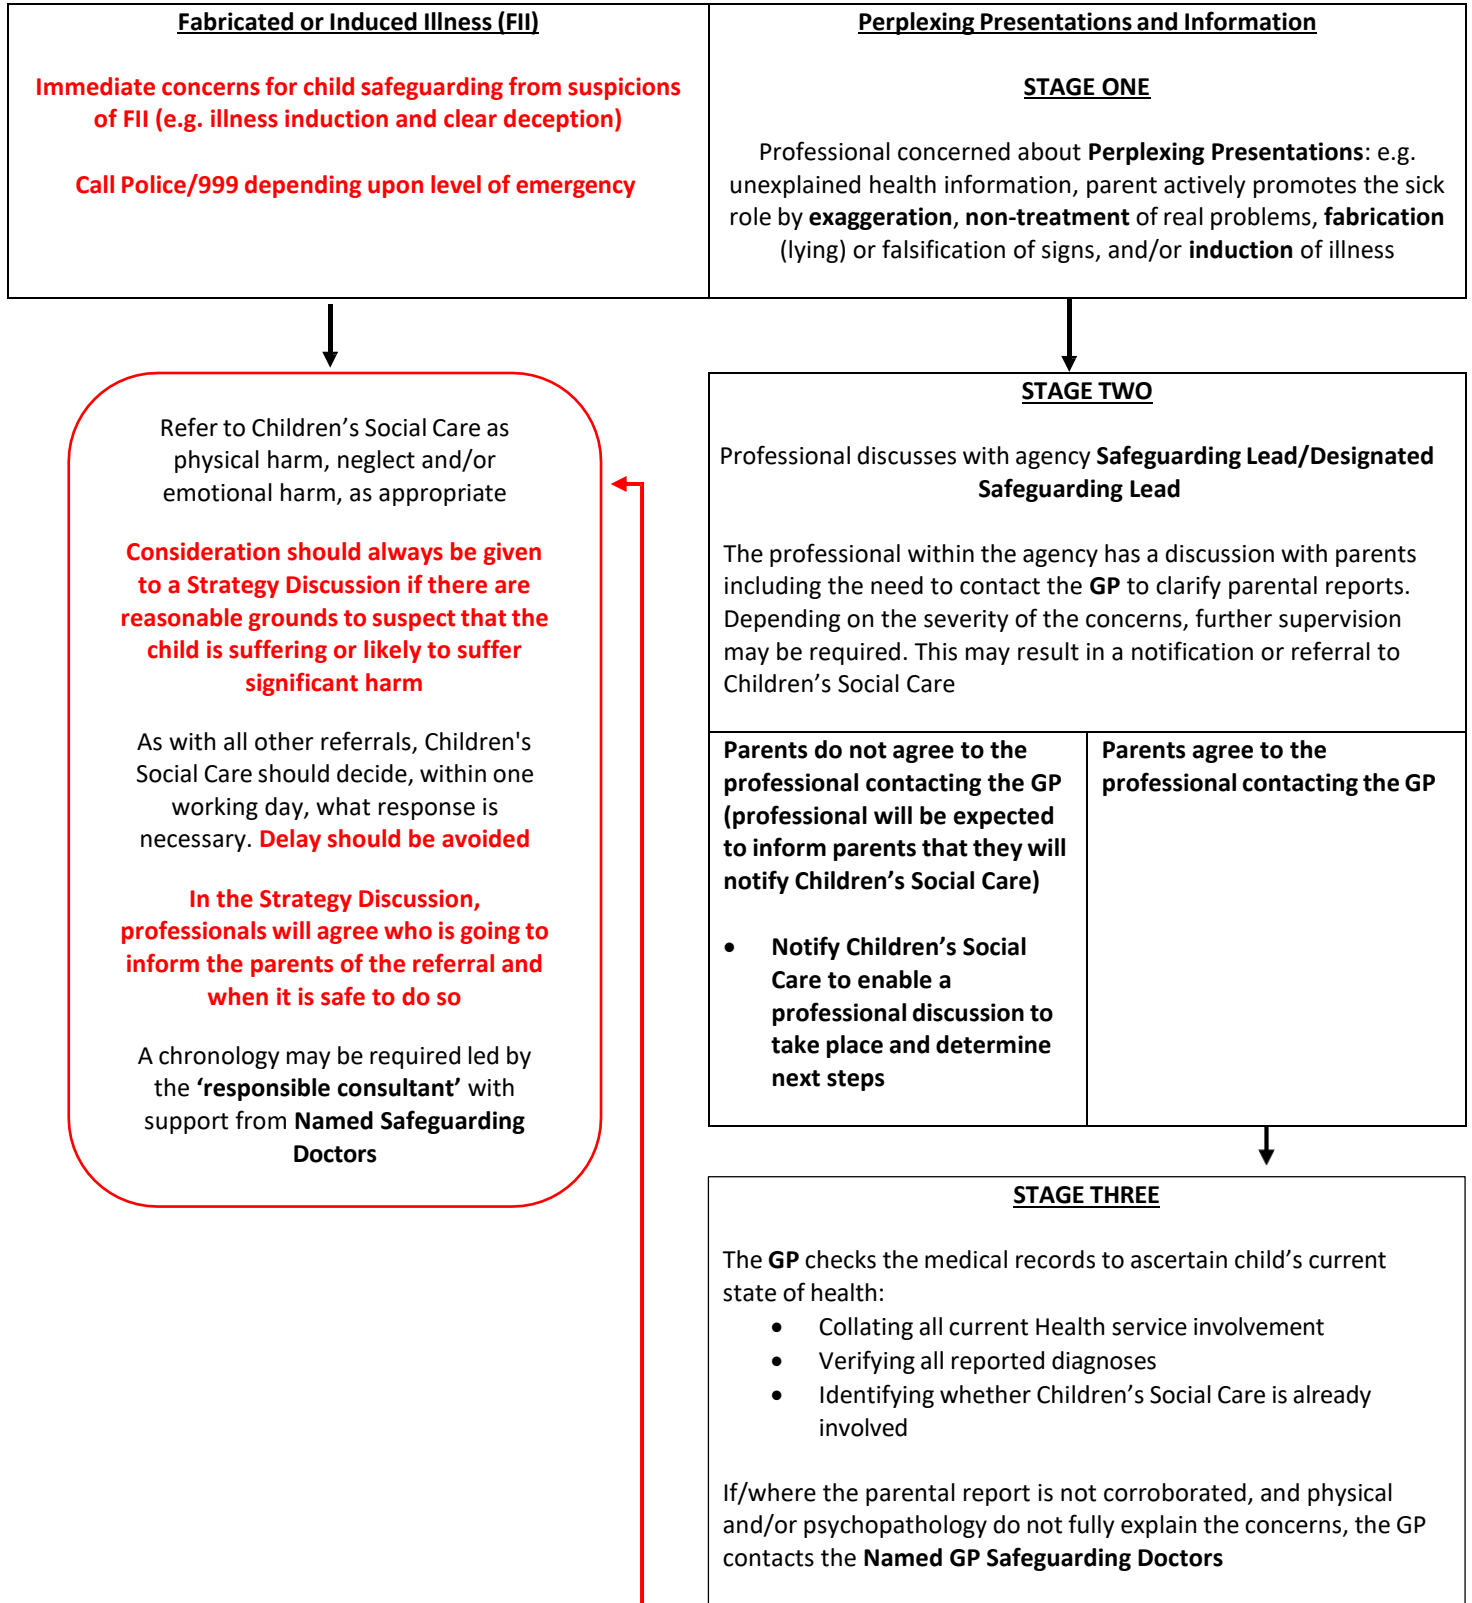 Fabricated or Induced Illness (FII)
Immediate concerns for child safeguarding from suspicions
of FII (e.g. illness induction and clear deception)
Call Police/999 depending upon level of emergency
Perplexing Presentations and Information
STAGE ONE
Professional concerned about Perplexing Presentations: e.g.
unexplained health information, parent actively promotes the sick
role by exaggeration, non-treatment of real problems, fabrication
(lying) or falsification of signs, and/or induction of illness
Refer to Children’s Social Care as
physical harm, neglect and/or
emotional harm, as appropriate
Consideration should always be given
to a Strategy Discussion if there are
reasonable grounds to suspect that the
child is suffering or likely to suffer
significant harm
As with all other referrals, Children's
Social Care should decide, within one
working day, what response is
necessary. Delay should be avoided
In the Strategy Discussion,
professionals will agree who is going to
inform the parents of the referral and
when it is safe to do so
A chronology may be required led by
the ‘responsible consultant’ with
support from Named Safeguarding
Doctors
STAGE TWO
Professional discusses with agency Safeguarding Lead/Designated
Safeguarding Lead
The professional within the agency has a discussion with parents
including the need to contact the GP to clarify parental reports.
Depending on the severity of the concerns, further supervision
may be required. This may result in a notification or referral to
Children’s Social Care
Parents do not agree to the
professional contacting the GP
(professional will be expected
to inform parents that they will
notify Children’s Social Care)
• Notify Children’s Social
Care to enable a
professional discussion to
take place and determine
next steps
Parents agree to the
professional contacting the GP
STAGE THREE
The GP checks the medical records to ascertain child’s current
state of health:
• Collating all current Health service involvement
• Verifying all reported diagnoses
• Identifying whether Children’s Social Care is already
involved
If/where the parental report is not corroborated, and physical
and/or psychopathology do not fully explain the concerns, the GP
contacts the Named GP Safeguarding Doctors